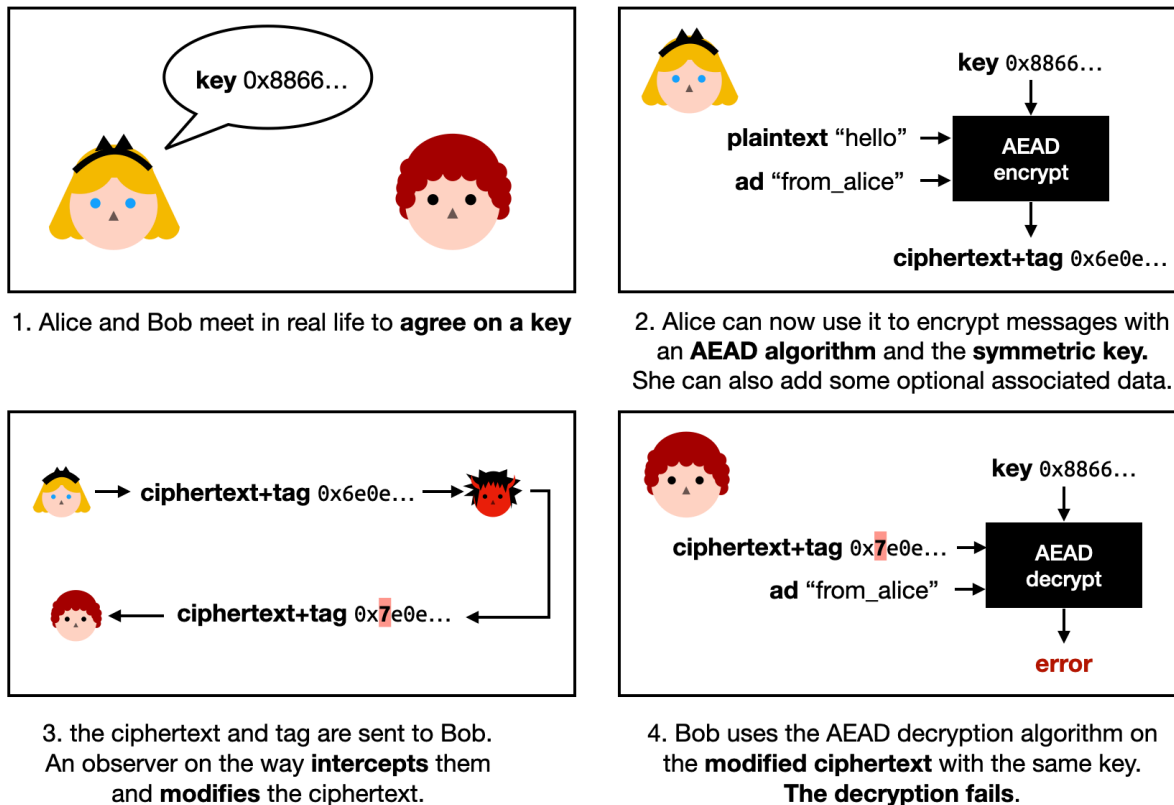 key 0x8866...
1. Alice and Bob meet in real life to agree on a key
key 0x8866...
plaintext “hello”
ad “from_alice”
AEAD
encrypt
ciphertext+tag 0x6e0e...
2. Alice can now use it to encrypt messages with
an AEAD algorithm and the symmetric key.
She can also add some optional associated data.
ciphertext+tag 0x6e0e...
ciphertext+tag 0x7e0e...
3. the ciphertext and tag are sent to Bob.
An observer on the way intercepts them
and modifies the ciphertext.
key 0x8866...
ciphertext+tag 0x7e0e...
ad “from_alice”
AEAD
decrypt
error
4. Bob uses the AEAD decryption algorithm on
the modified ciphertext with the same key.
The decryption fails.